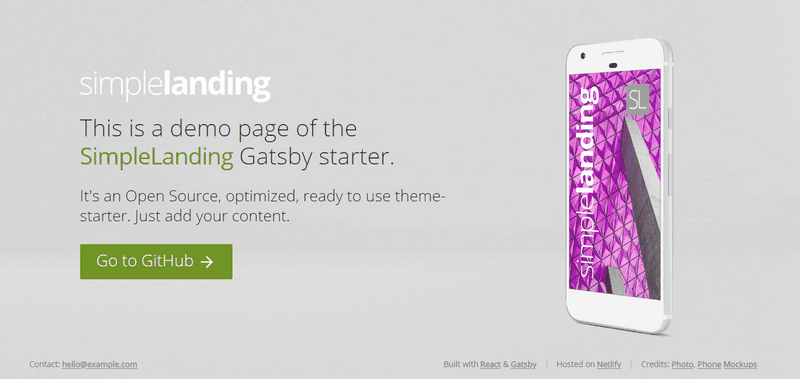 simplelanding
This is a demo page of the
SimpleLanding Gatsby starter.
It's an Open Source, optimized, ready to use theme-
starter. Just add your content.
Go to GitHub →
SL
simplelanding
Contact: hello@example.com
Built with React & Gatsby | Hosted on Netlify | Credits: Photo, Phone Mockups